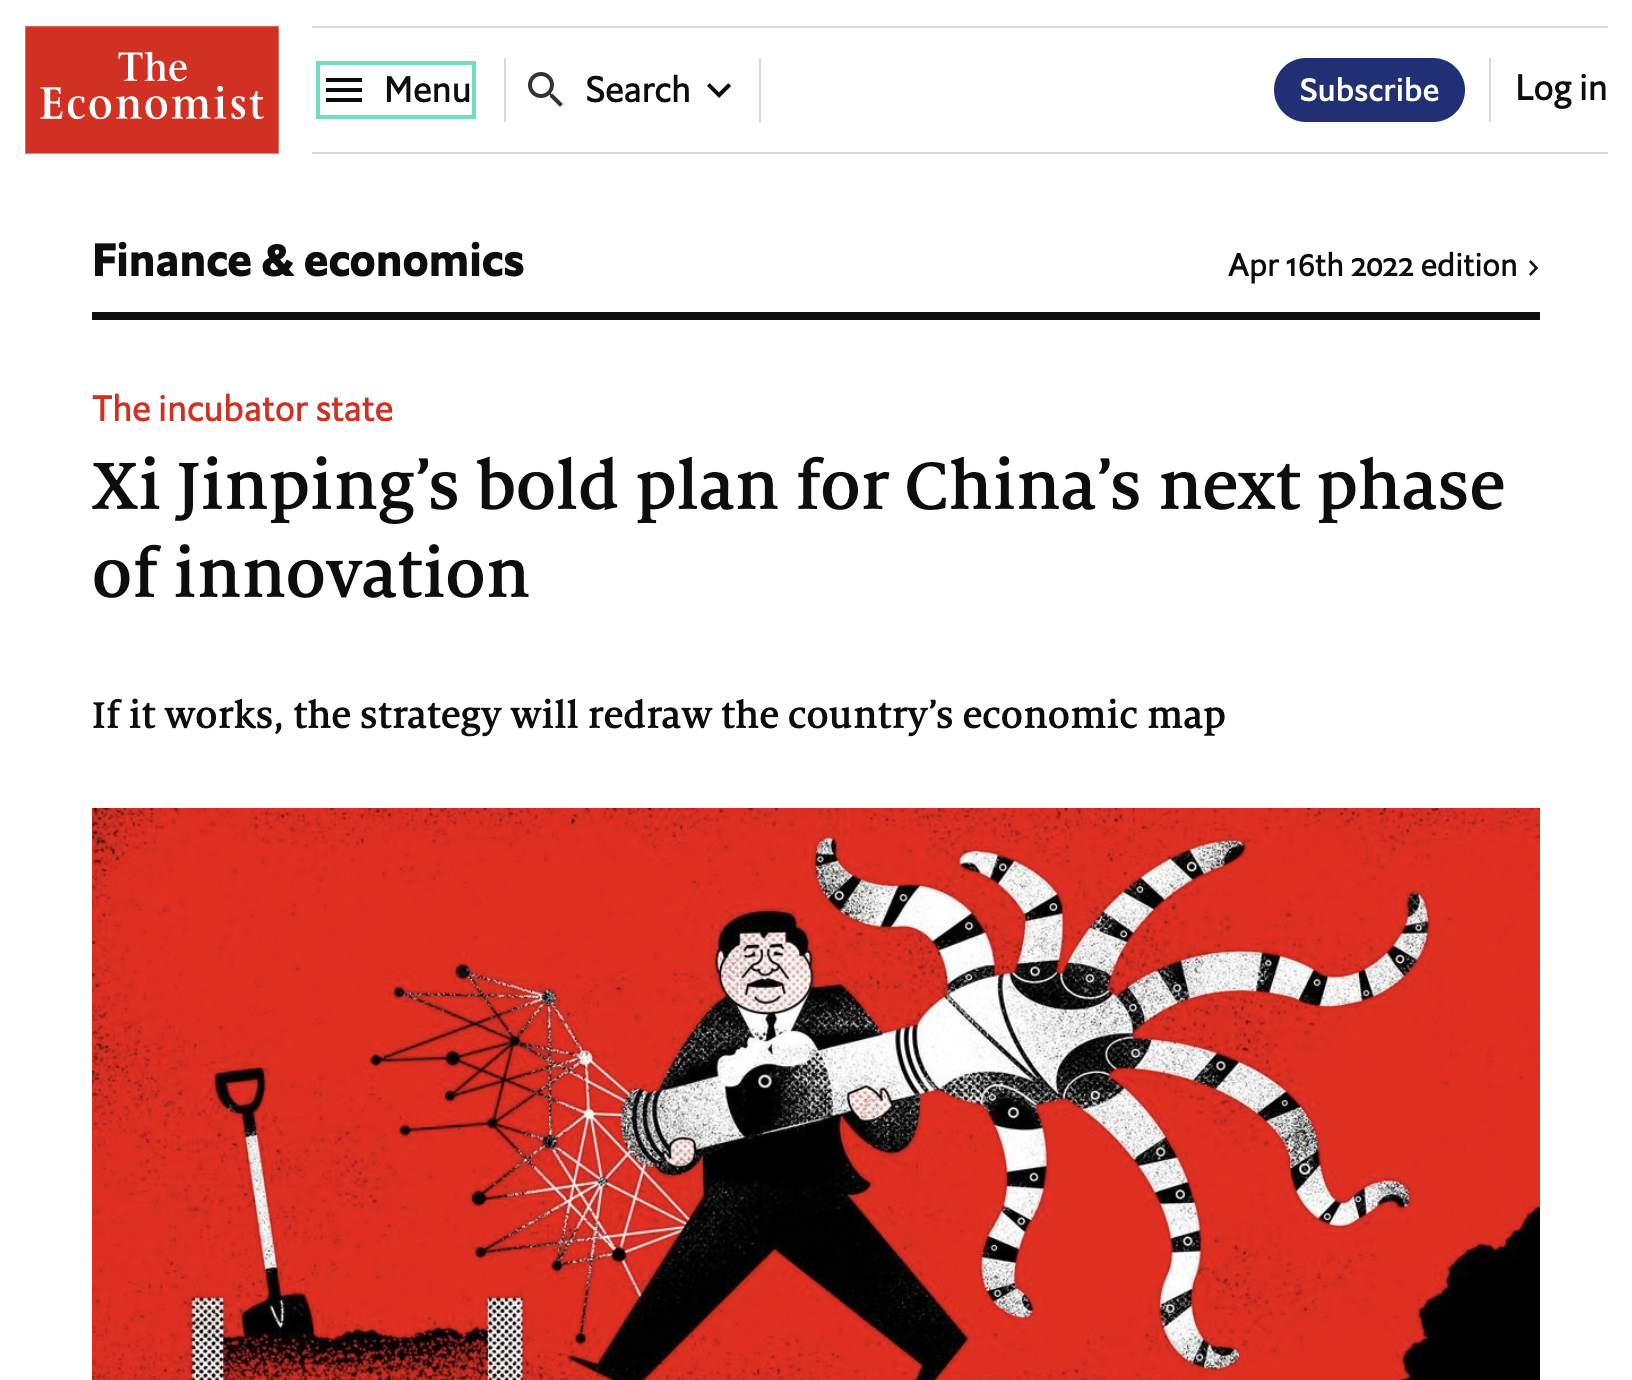 The
Economist
Menu
Search
Subscribe
Log in
Finance & economics
Apr 16th 2022 edition ›
The incubator state
Xi Jinping’s bold plan for China’s next phase
of innovation
If it works, the strategy will redraw the country’s economic map